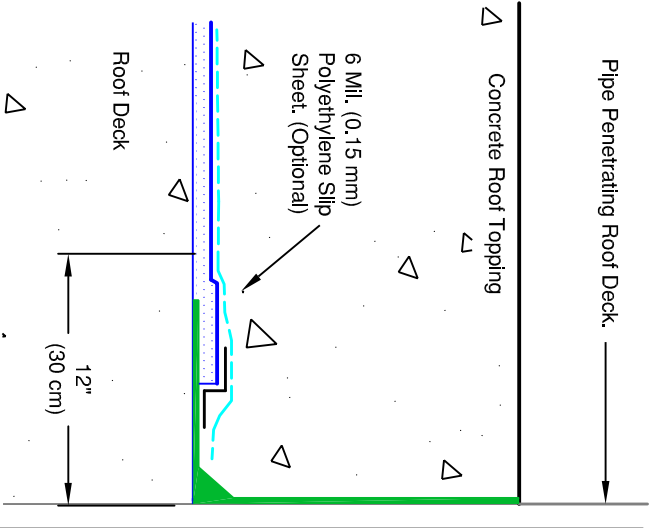 Pipe Penetrating Roof Deck.
Concrete Roof Topping
6 Mil. (0.15 mm)
Polyethylene Slip
Sheet. (Optional)
Roof Deck
12"
(30 cm)